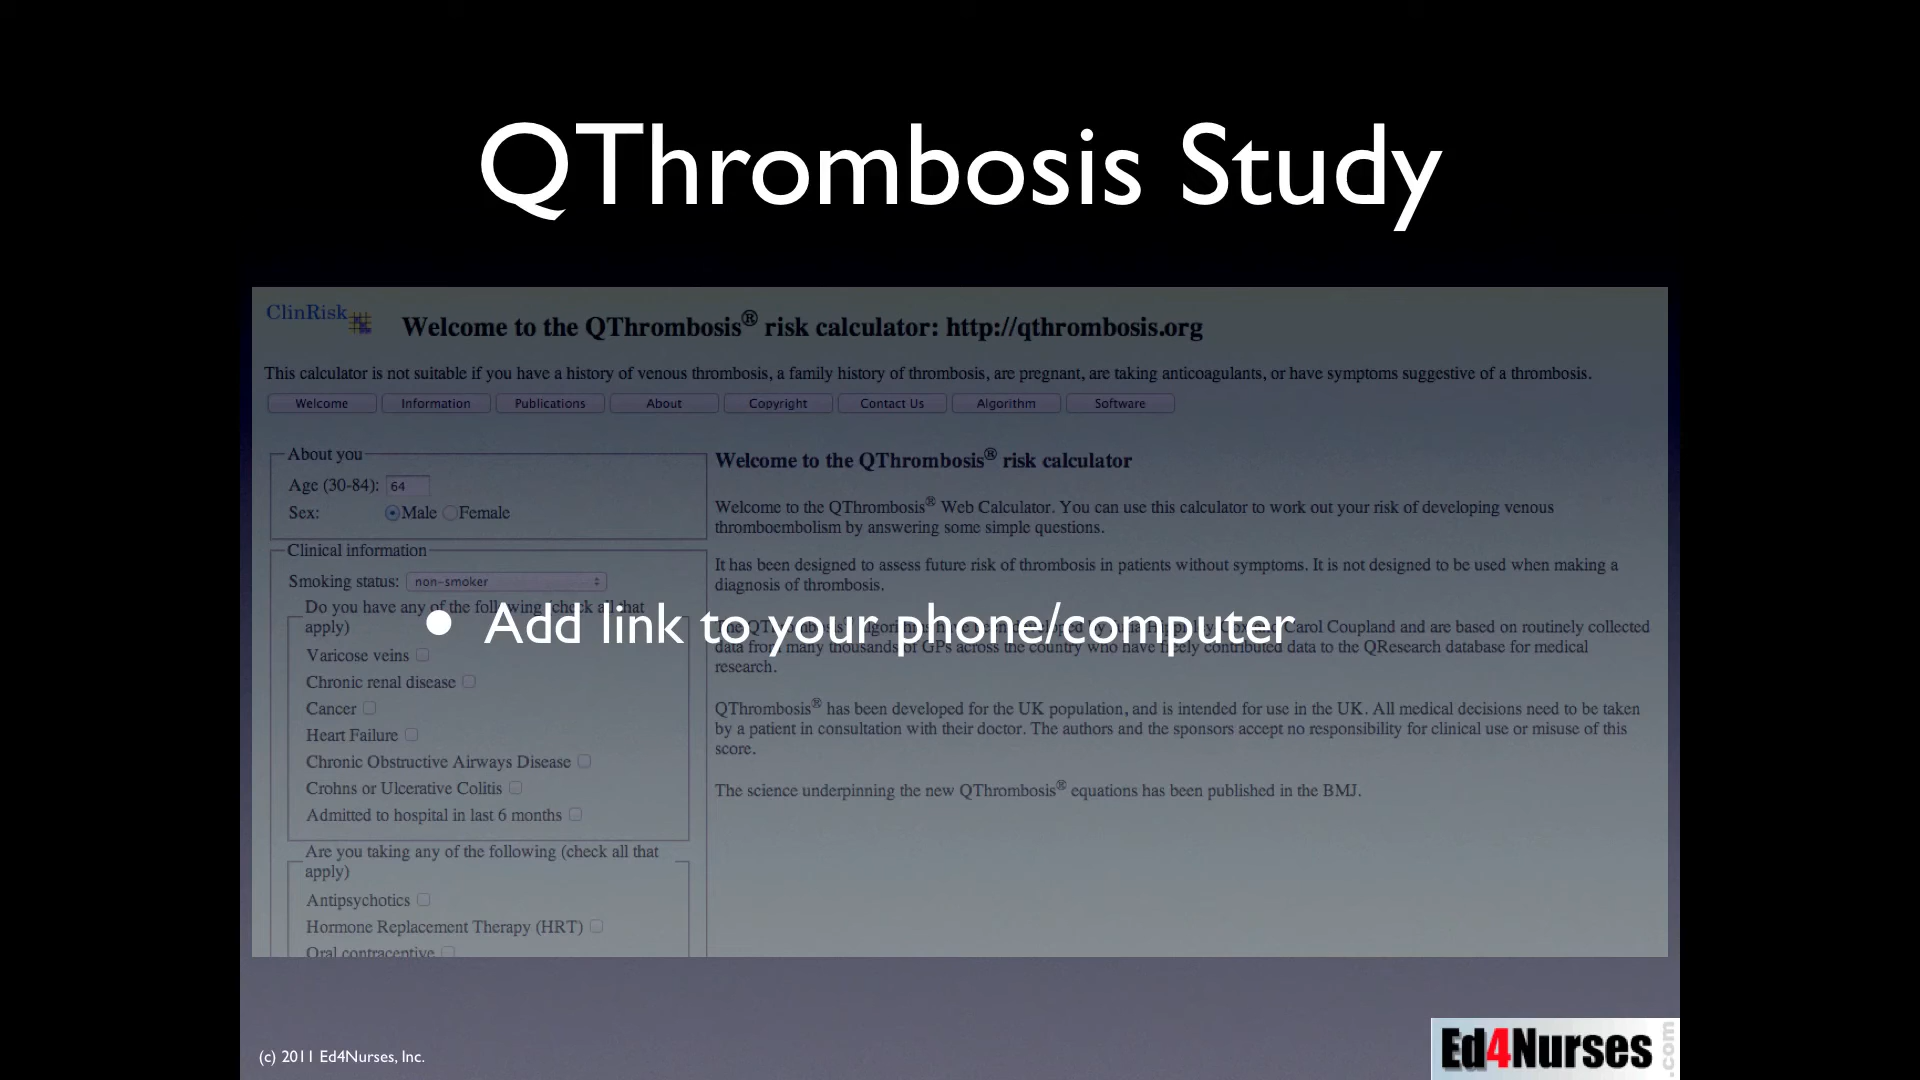 QThrombosis Study
ClinRisk
Welcome to the QThrombosis® risk calculator: http://qthrombosis.org
This calculator is not suitable if you have a history of venous thrombosis, a family history of thrombosis, are pregnant, are taking anticoagulants, or have symptoms suggestive of a thrombosis.
Welcome Information Publications About Copyright Contact Us Algorithm Software
About you
Age (30-84): 64
Sex: Male Female
Clinical information
Smoking status: non-smoker
Do you have any of the following (check all that
apply)
Varicose veins
Chronic renal disease
Cancer
Heart Failure
Chronic Obstructive Airways Disease
Crohns or Ulcerative Colitis
Admitted to hospital in last 6 months
Are you taking any of the following (check all that
apply)
Antipsychotics
Hormone Replacement Therapy (HRT)
Oral contraceptive
Welcome to the QThrombosis® risk calculator
Welcome to the QThrombosis® Web Calculator. You can use this calculator to work out your risk of developing venous
thromboembolism by answering some simple questions.
It has been designed to assess future risk of thrombosis in patients without symptoms. It is not designed to be used when making a
diagnosis of thrombosis.
• Add link to your phone/computer
Carol Coupland and are based on routinely collected
data from many thousands of GPs across the country who have freely contributed data to the QResearch database for medical
research.
QThrombosis® has been developed for the UK population, and is intended for use in the UK. All medical decisions need to be taken
by a patient in consultation with their doctor. The authors and the sponsors accept no responsibility for clinical use or misuse of this
score.
The science underpinning the new QThrombosis® equations has been published in the BMJ.
(c) 2011 Ed4Nurses, Inc.
Ed4Nurses
.com